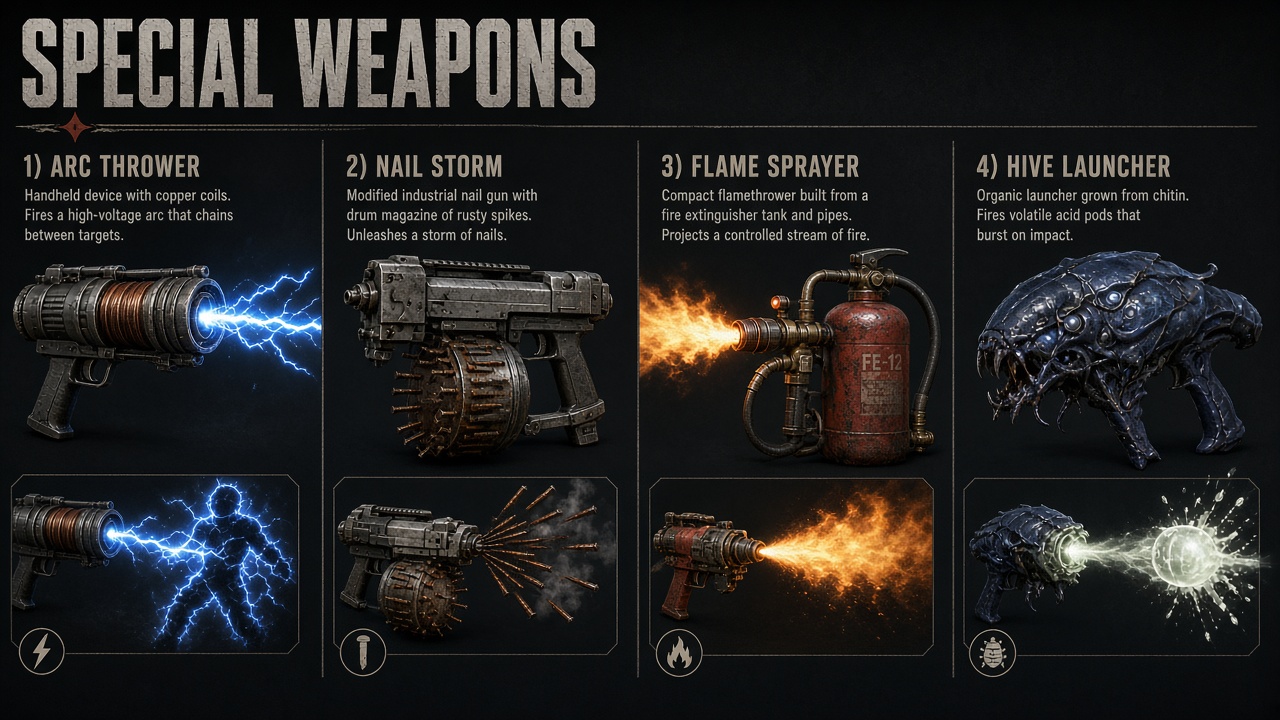 SPECIAL WEAPONS
1) ARC THROWER
Handheld device with copper coils.
Fires a high-voltage arc that chains
between targets.
2) NAIL STORM
Modified industrial nail gun with
drum magazine of rusty spikes.
Unleashes a storm of nails.
3) FLAME SPRAYER
Compact flamethrower built from a
fire extinguisher tank and pipes.
Projects a controlled stream of fire.
FE-12
4) HIVE LAUNCHER
Organic launcher grown from chitin.
Fires volatile acid pods that
burst on impact.